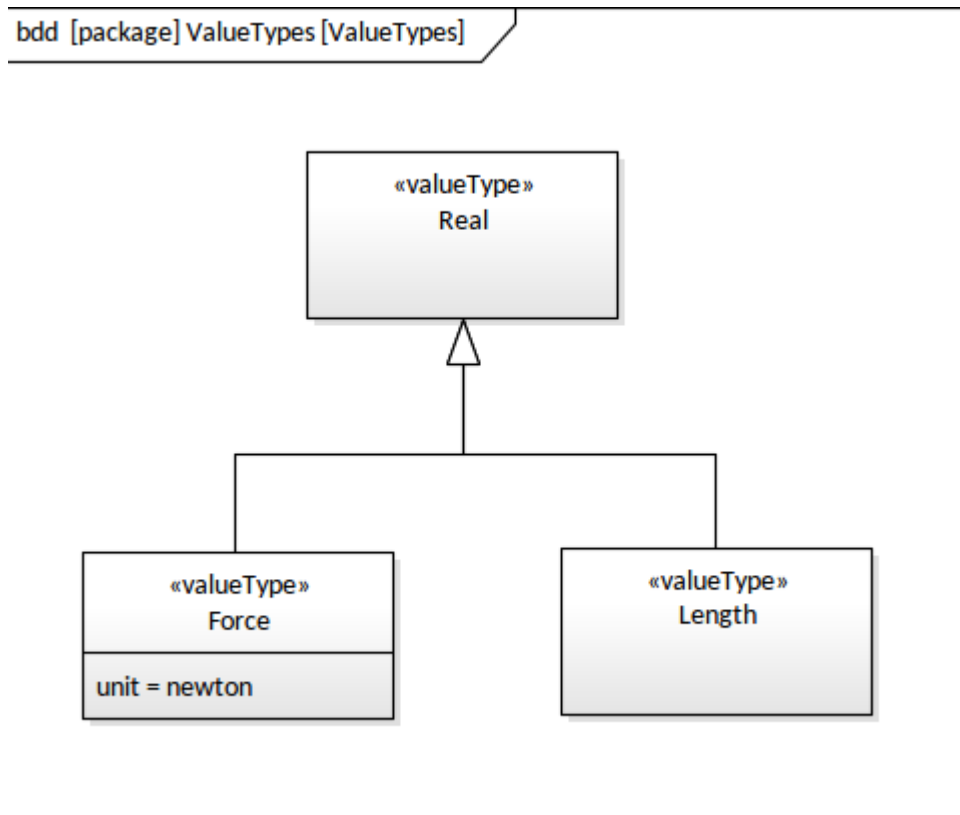 bdd [package] ValueTypes [ValueTypes]
«valueType»
Real
«valueType»
Force
unit = newton
«valueType»
Length